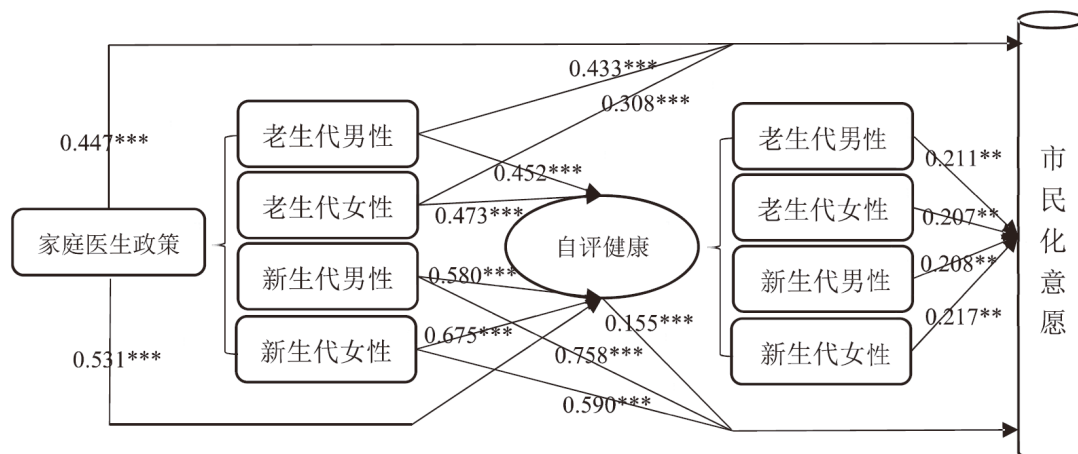 0.433***
0.308***
0.447***
老生代男性
老生代男性
0.211**
0.452***
老生代女性
老生代女性
0.473***
0.207**
家庭医生政策
自评健康
市民化意愿
新生代男性
新生代男性
0.580***
0.208**
0.155***
0.217**
新生代女性
新生代女性
0.675***
0.531***
0.758***
0.590***